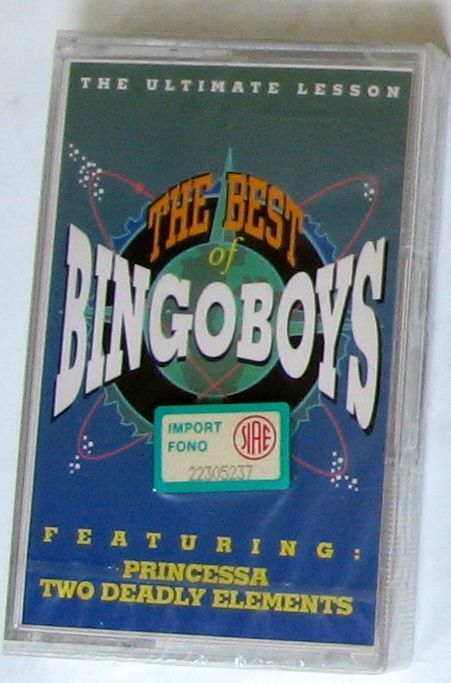 THE ULTIMATE LESSON
THE BEST
of
BINGOBOYS
IMPORT
FONO
SIAE
22305237
FEATURING:
PRINCESSA
TWO DEADLY ELEMENTS